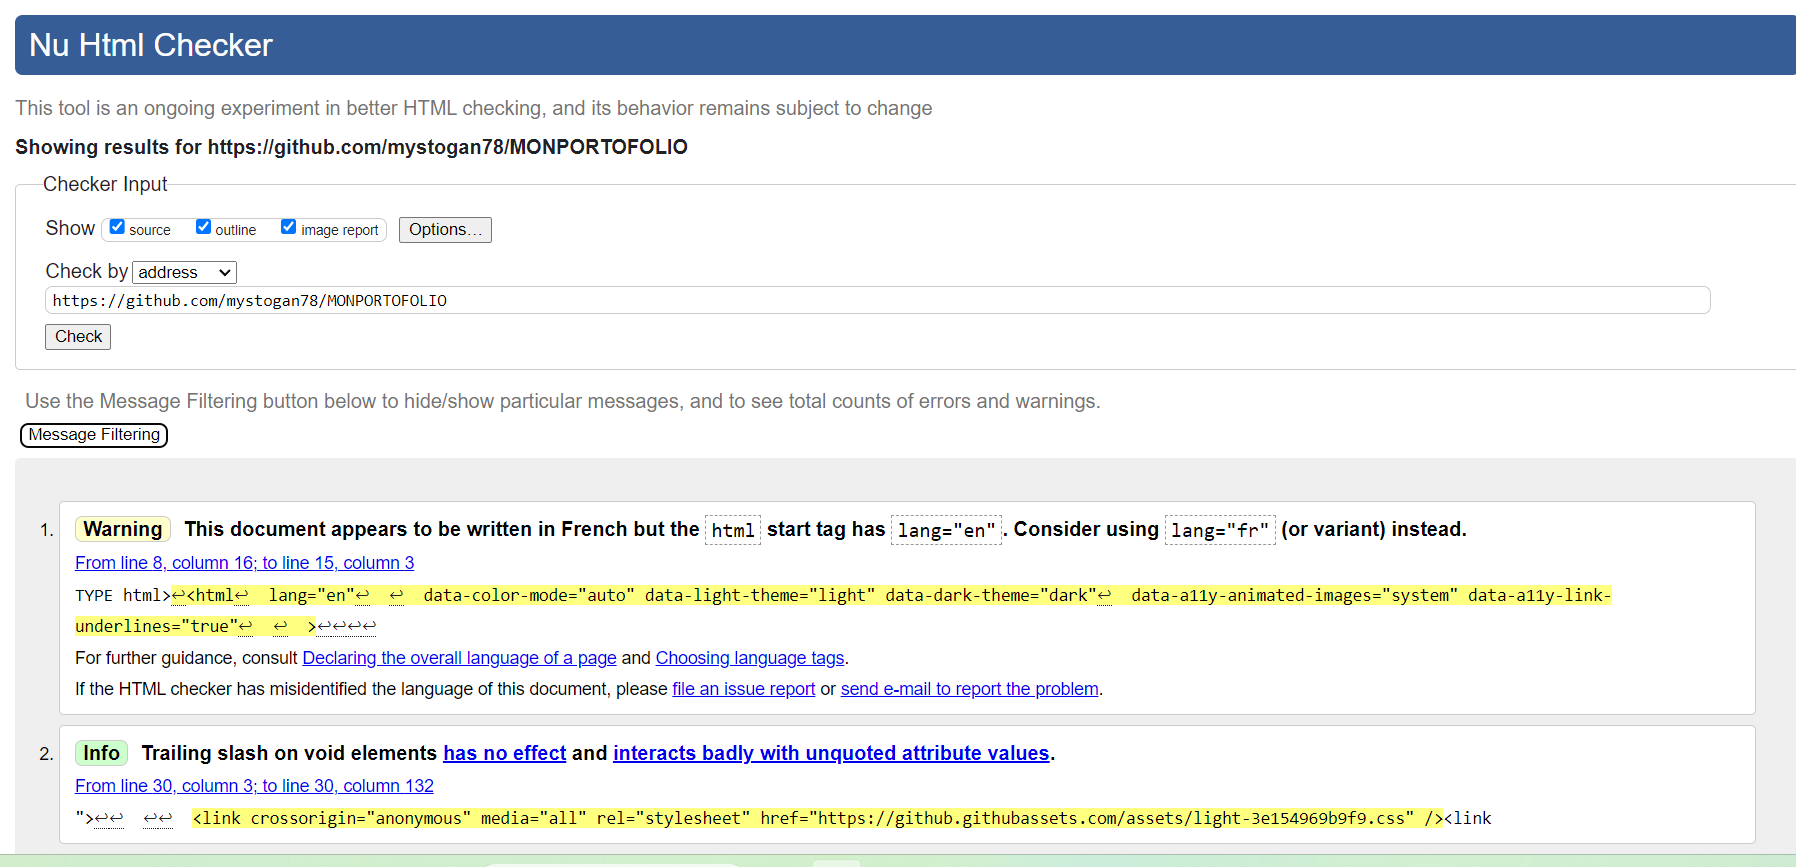 Nu Html Checker
This tool is an ongoing experiment in better HTML checking, and its behavior remains subject to change
Showing results for https://github.com/mystogan78/MONPORTOFOLIO
Checker Input
Show source outline image report Options...
Check by address
https://github.com/mystogan78/MONPORTOFOLIO
Check
Use the Message Filtering button below to hide/show particular messages, and to see total counts of errors and warnings.
Message Filtering
1. Warning This document appears to be written in French but the html start tag has lang="en". Consider using lang="fr" (or variant) instead.
From line 8, column 16; to line 15, column 3
TYPE html>↩<html↩ lang="en"↩ ↩ data-color-mode="auto" data-light-theme="light" data-dark-theme="dark"↩ data-a11y-animated-images="system" data-a11y-link-
underlines="true"↩ ↩ >↩↩↩↩
For further guidance, consult Declaring the overall language of a page and Choosing language tags.
If the HTML checker has misidentified the language of this document, please file an issue report or send e-mail to report the problem.
2. Info Trailing slash on void elements has no effect and interacts badly with unquoted attribute values.
From line 30, column 3; to line 30, column 132
">↩↩ ↩↩ <link crossorigin="anonymous" media="all" rel="stylesheet" href="https://github.githubassets.com/assets/light-3e154969b9f9.css" /><link